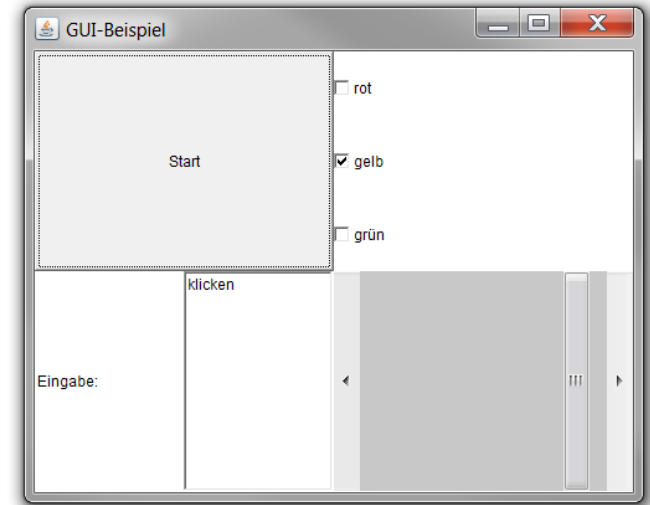 GUI-Beispiel
Start
rot
gelb
grün
Eingabe:
klicken